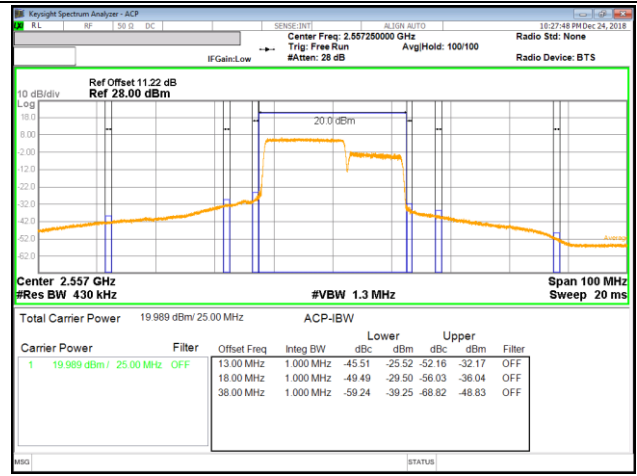 Keysight Spectrum Analyzer - ACP
RL RF 50 Ω DC SENSE:INT ALIGN AUTO 10:27:48 PM Dec 24, 2018
Center Freq: 2.557250000 GHz Radio Std: None
Trig: Free Run Avg|Hold: 100/100
IFGain:Low #Atten: 28 dB Radio Device: BTS
Ref Offset 11.22 dB
10 dB/div Ref 28.00 dBm
Log
18.0
8.00
-2.00
-12.0
-22.0
-32.0
-42.0
-52.0
-62.0
20.0 dBm
Average
Center 2.557 GHz Span 100 MHz
#Res BW 430 kHz #VBW 1.3 MHz Sweep 20 ms
Total Carrier Power 19.989 dBm/ 25.00 MHz ACP-IBW
Lower Upper
Carrier Power Filter Offset Freq Integ BW dBc dBm dBc dBm Filter
1 19.989 dBm / 25.00 MHz OFF 13.00 MHz 1.000 MHz -45.51 -25.52 -52.16 -32.17 OFF
18.00 MHz 1.000 MHz -49.49 -29.50 -56.03 -36.04 OFF
38.00 MHz 1.000 MHz -59.24 -39.25 -68.82 -48.83 OFF
MSG STATUS